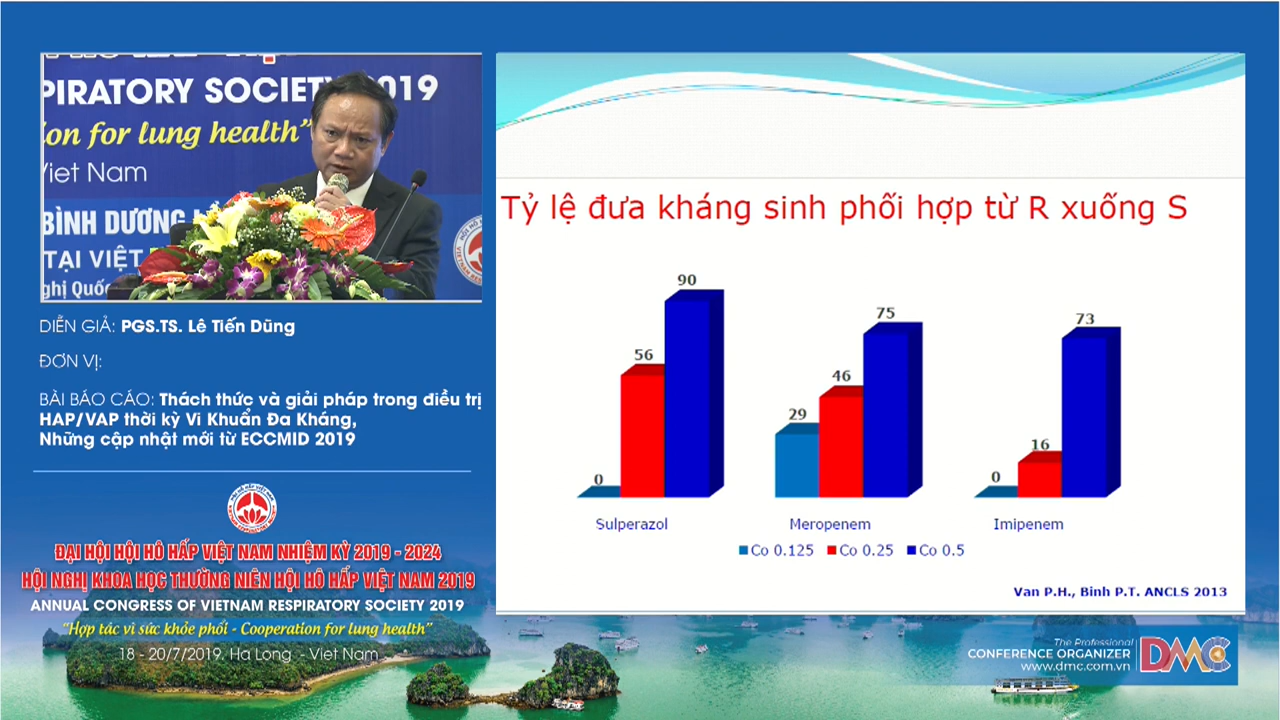 PIRATORY SOCIETY 2019
ion for lung health”
Viet Nam
BÌNH DƯƠNG
TẠI VIỆT
ghị Quốc
DIỄN GIẢ: PGS.TS. Lê Tiến Dũng
ĐƠN VỊ:
BÀI BÁO CÁO: Thách thức và giải pháp trong điều trị
HAP/VAP thời kỳ Vi Khuẩn Đa Kháng,
Những cập nhật mới từ ECCMID 2019
ĐẠI HỘI HỘI HÔ HẤP VIỆT NAM NHIỆM KỲ 2019 - 2024
HỘI NGHỊ KHOA HỌC THƯỜNG NIÊN HỘI HÔ HẤP VIỆT NAM 2019
ANNUAL CONGRESS OF VIETNAM RESPIRATORY SOCIETY 2019
“Hợp tác vì sức khỏe phổi - Cooperation for lung health”
18 - 20/7/2019. Ha Long - Viet Nam
Tỷ lệ đưa kháng sinh phối hợp từ R xuống S
0
56
90
29
46
75
0
16
73
Sulperazol
Meropenem
Imipenem
Co 0.125
Co 0.25
Co 0.5
Van P.H., Binh P.T. ANCLS 2013
The Professional
CONFERENCE ORGANIZER
www.dmc.com.vn
DMC